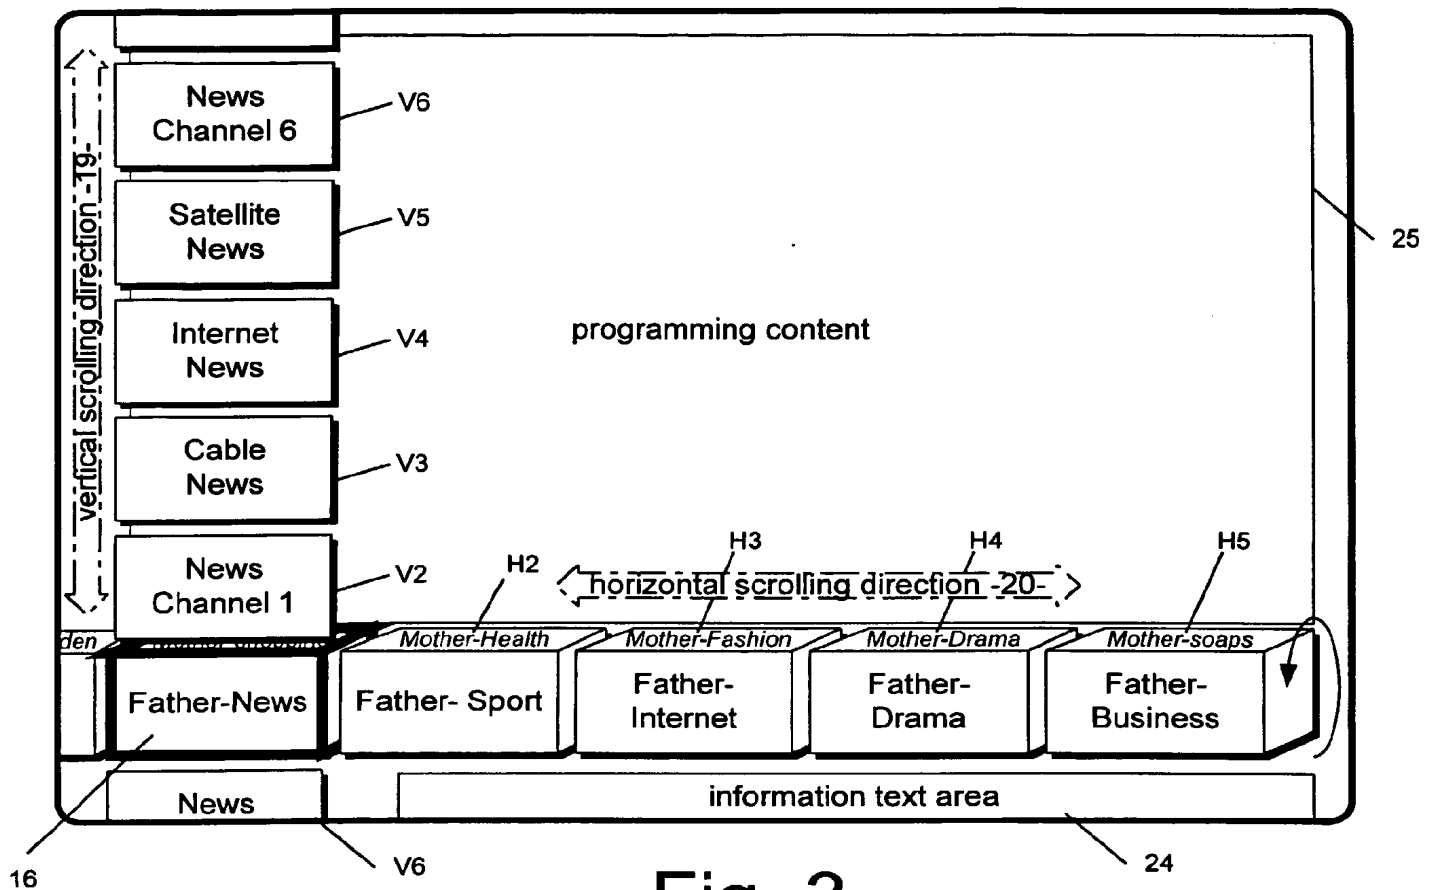 News
Channel 6
V6
Satellite
News
V5
25
vertical scrolling direction -19-
Internet
News
V4
programming content
Cable
News
V3
News
Channel 1
V2
H2
H3
H4
H5
horizontal scrolling direction -20-
den
Mother-Health
Mother-Fashion
Mother-Drama
Mother-soaps
Father-News
Father- Sport
Father-
Internet
Father-
Drama
Father-
Business
News
information text area
16
V6
24